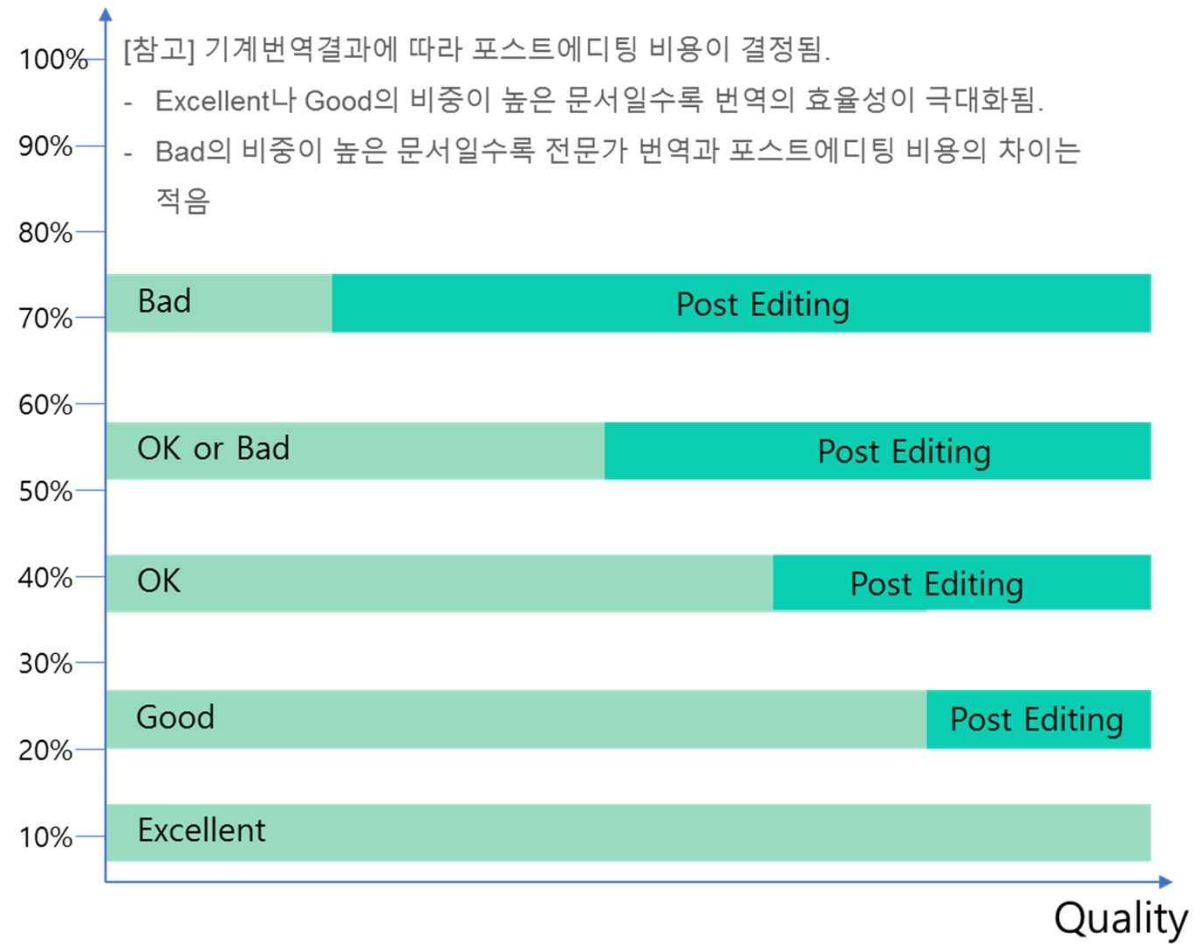 100%
[참고] 기계번역결과에 따라 포스트에디팅 비용이 결정됨.
- Excellent나 Good의 비중이 높은 문서일수록 번역의 효율성이 극대화됨.
90%
- Bad의 비중이 높은 문서일수록 전문가 번역과 포스트에디팅 비용의 차이는
적음
80%
Bad
Post Editing
70%
60%
OK or Bad
Post Editing
50%
40%
OK
Post Editing
30%
Good
Post Editing
20%
10%
Excellent
Quality